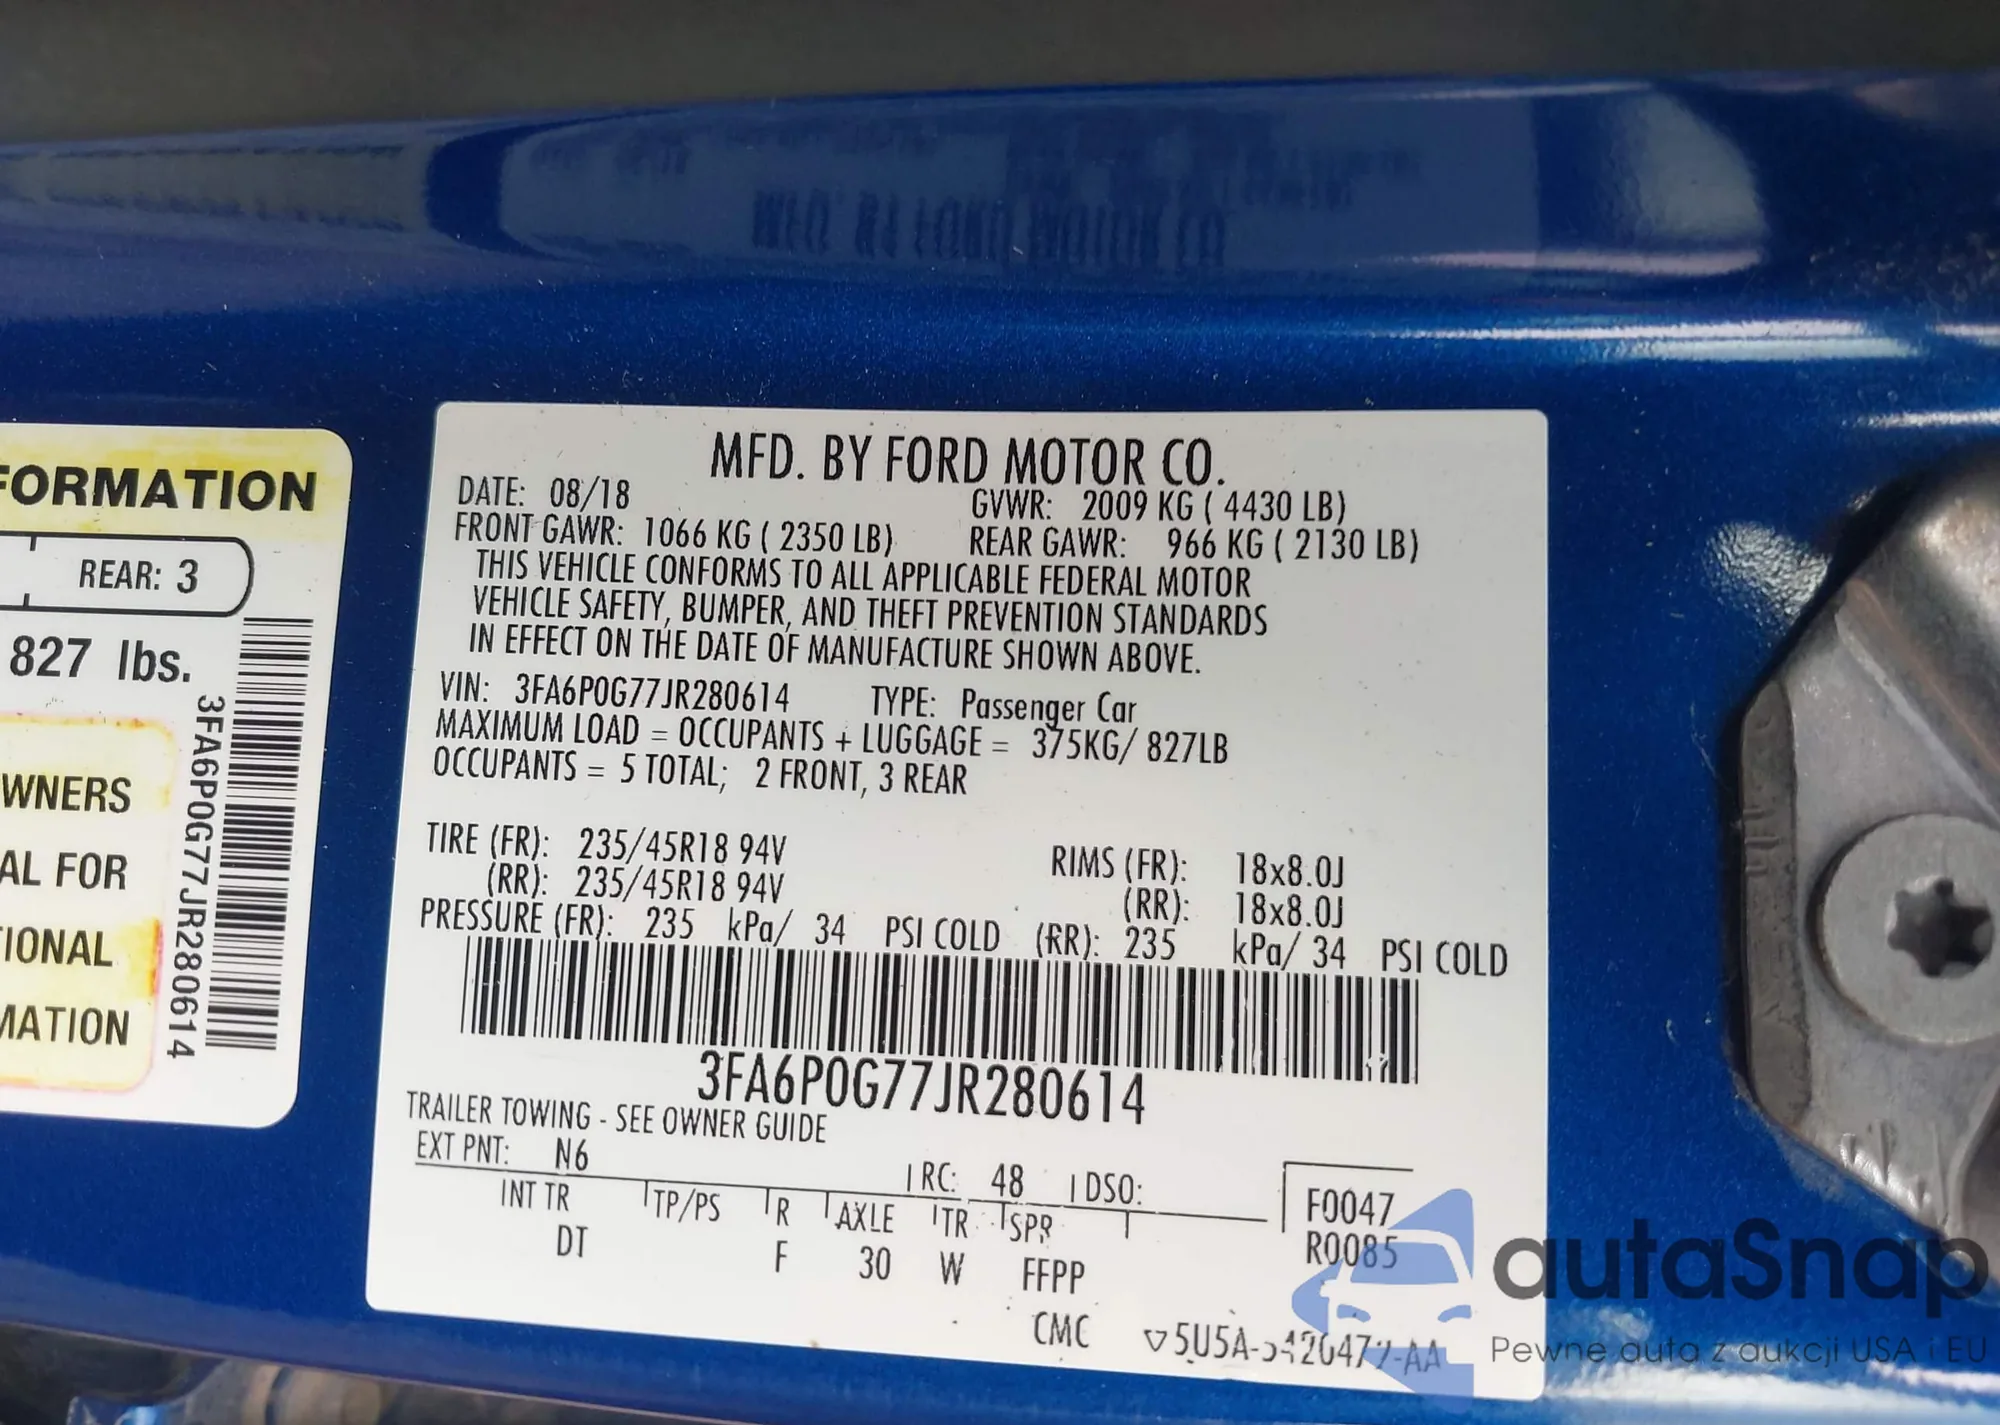 FORMATION
REAR: 3
827 lbs.
WNERS
AL FOR
IONAL
MATION
3FA6P0G77JR280614
MFD. BY FORD MOTOR CO.
DATE: 08/18 GVWR: 2009 KG ( 4430 LB)
FRONT GAWR: 1066 KG ( 2350 LB) REAR GAWR: 966 KG ( 2130 LB)
THIS VEHICLE CONFORMS TO ALL APPLICABLE FEDERAL MOTOR
VEHICLE SAFETY, BUMPER, AND THEFT PREVENTION STANDARDS
IN EFFECT ON THE DATE OF MANUFACTURE SHOWN ABOVE.
VIN: 3FA6P0G77JR280614 TYPE: Passenger Car
MAXIMUM LOAD = OCCUPANTS + LUGGAGE = 375KG/ 827LB
OCCUPANTS = 5 TOTAL; 2 FRONT, 3 REAR
TIRE (FR): 235/45R18 94V RIMS (FR): 18x8.0J
(RR): 235/45R18 94V (RR): 18x8.0J
PRESSURE (FR): 235 kPa/ 34 PSI COLD (RR): 235 kPa/ 34 PSI COLD
3FA6P0G77JR280614
TRAILER TOWING - SEE OWNER GUIDE
EXT PNT: N6 RC: 48 DSO:
INT TR TP/PS R AXLE TR SPR F0047
DT F 30 W FFPP R0085
CMC
autaSnap
Pewne auta z aukcji USA i EU